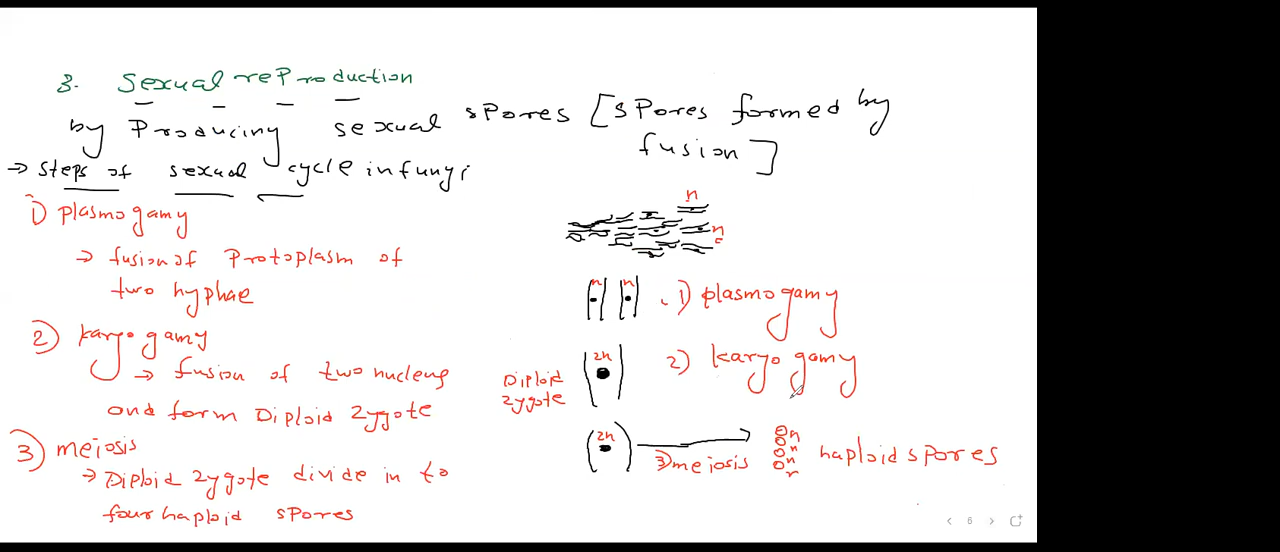 3. Sexual rePRoduction
by PRoducing sexual sPores [sPores formed by
fusion]
→ steps of sexual cycle in fungi
1) plasmogamy
→ fusion of Protoplasm of
two hyphae
2) karyogamy
→ fusion of two nucleus
and form Diploid zygote
3) meiosis
→ Diploid zygote divide in to
four haploid spores
n
n
n n 1) plasmogamy
2n 2) karyogamy
Diploid
zygote
2n 3) meiosis n n n haploid spores
6